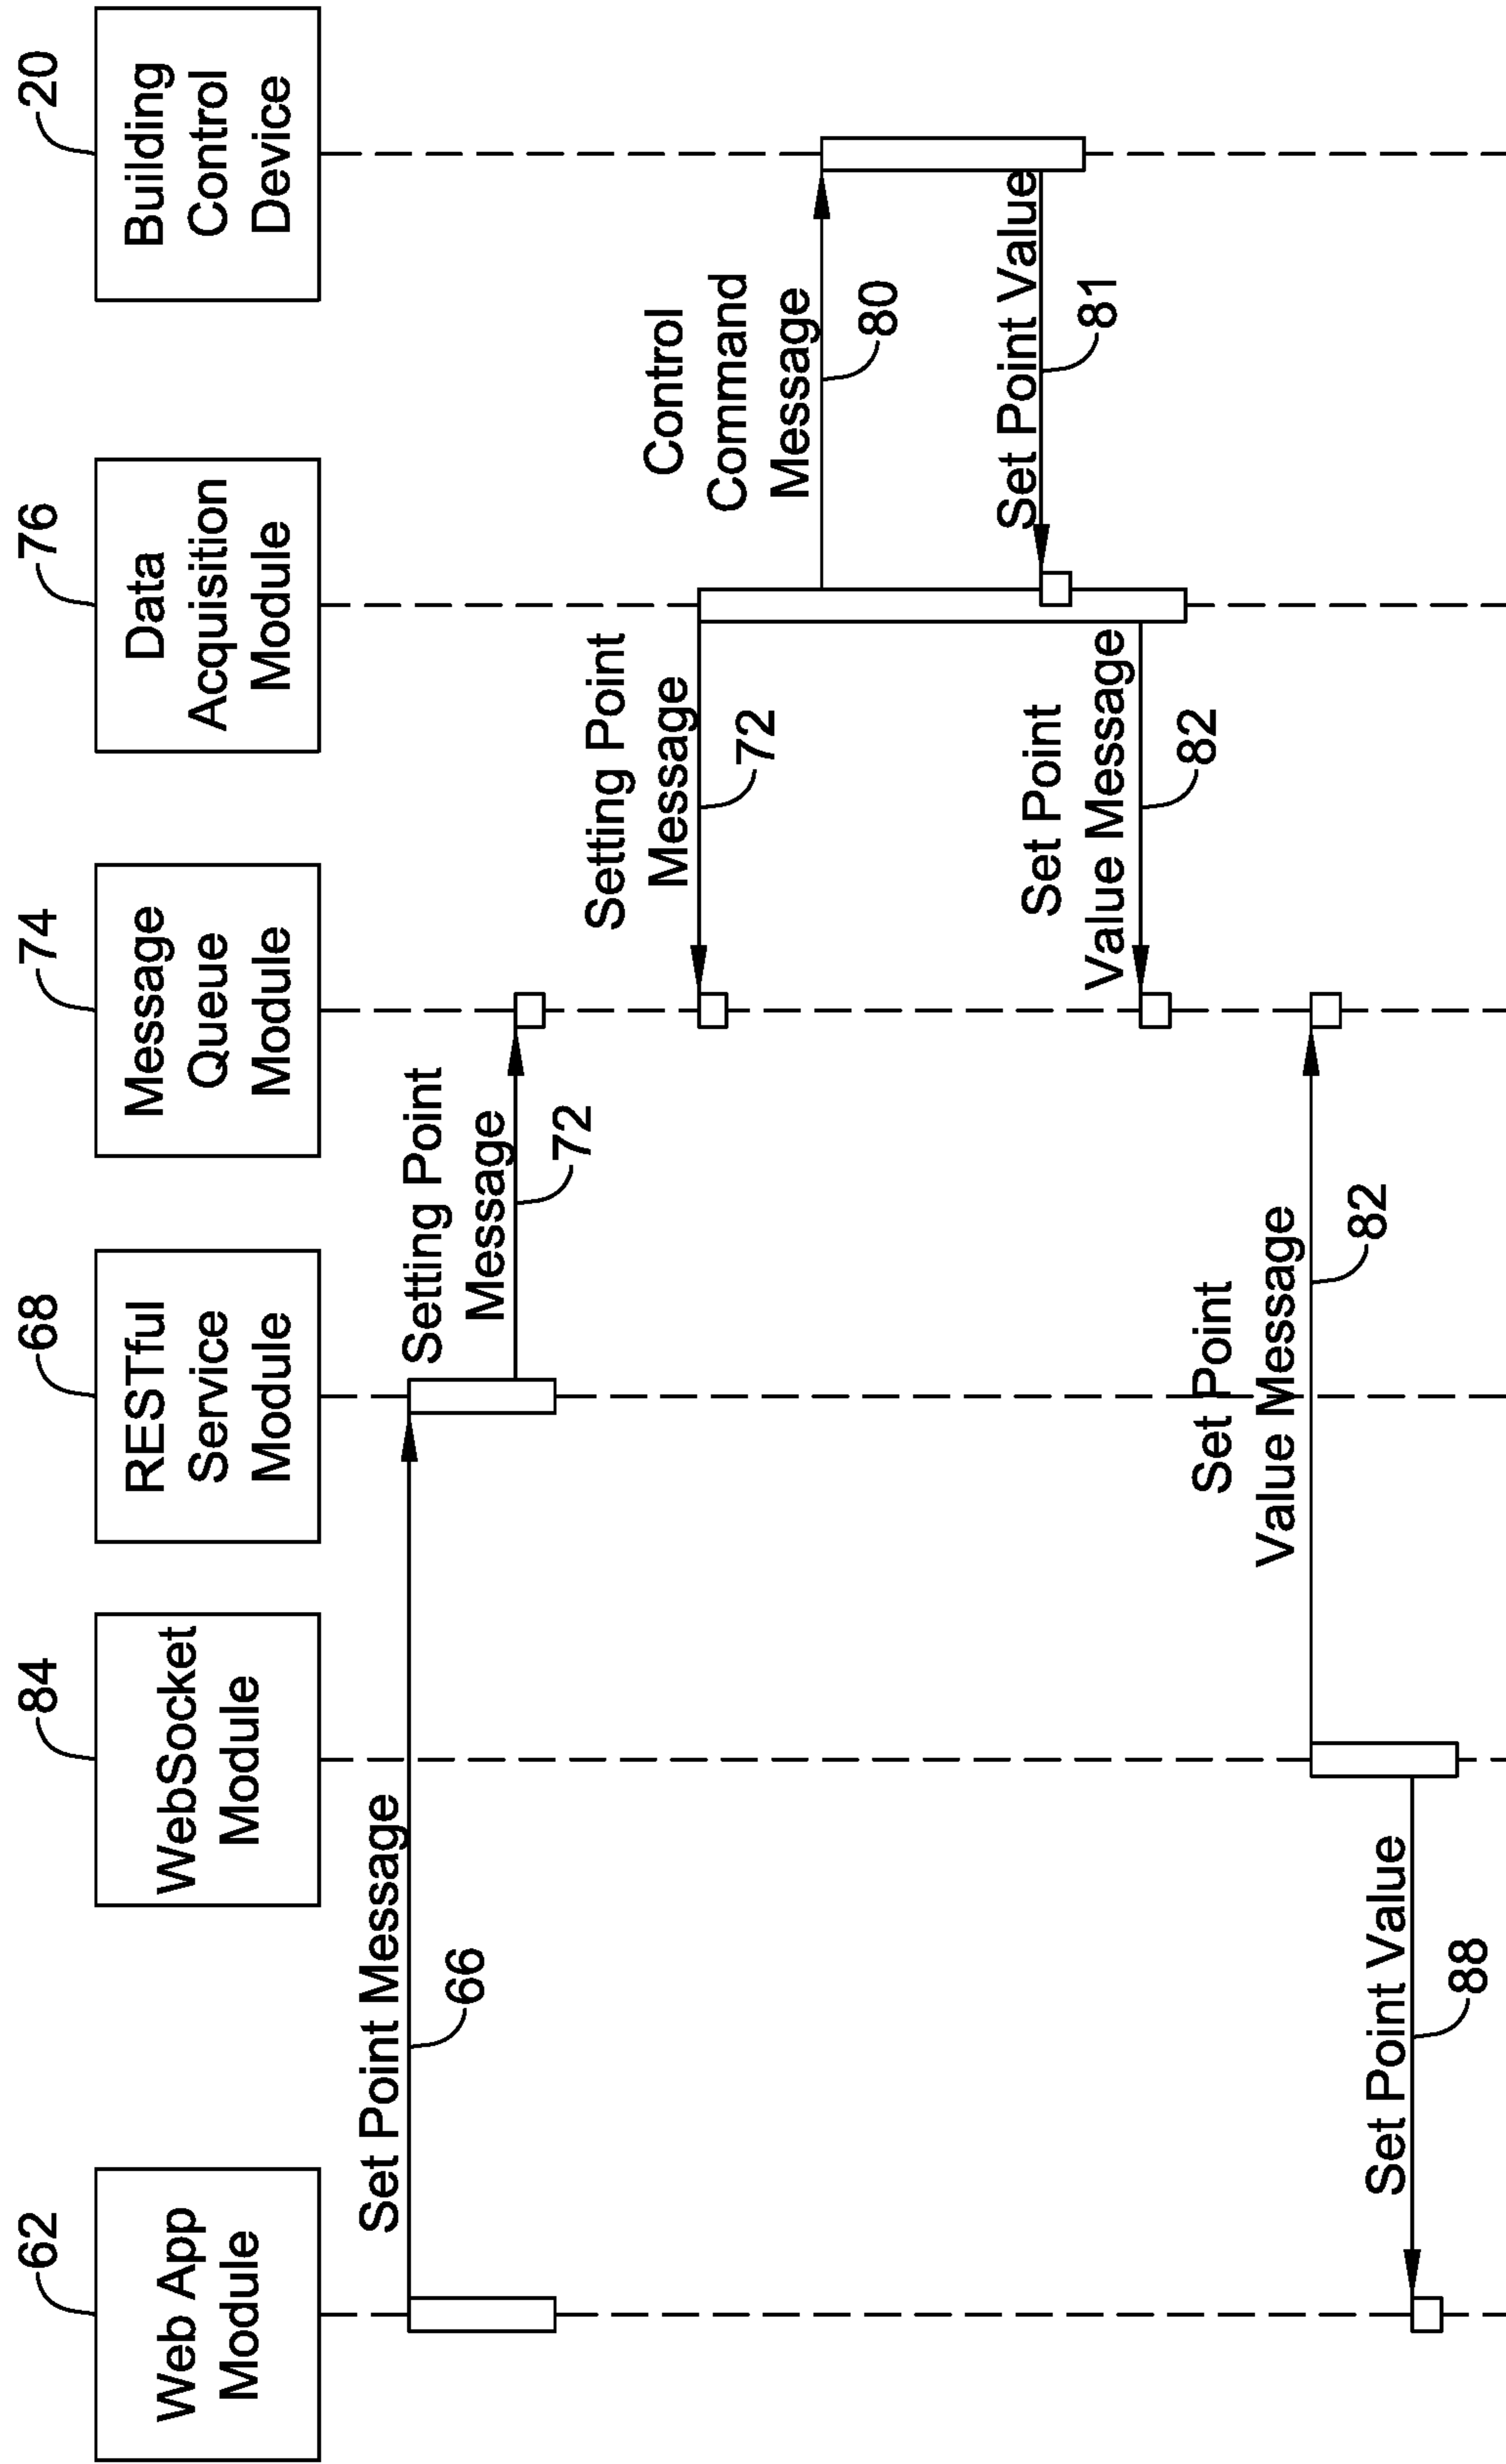 62
Web App
Module
84
WebSocket
Module
68
RESTful
Service
Module
74
Message
Queue
Module
76
Data
Acquisition
Module
20
Building
Control
Device
Set Point Message
66
Setting Point
Message
72
Setting Point
Message
72
Control
Command
Message
80
Set Point Value
81
Set Point
Value Message
82
Set Point
Value Message
82
Set Point Value
88